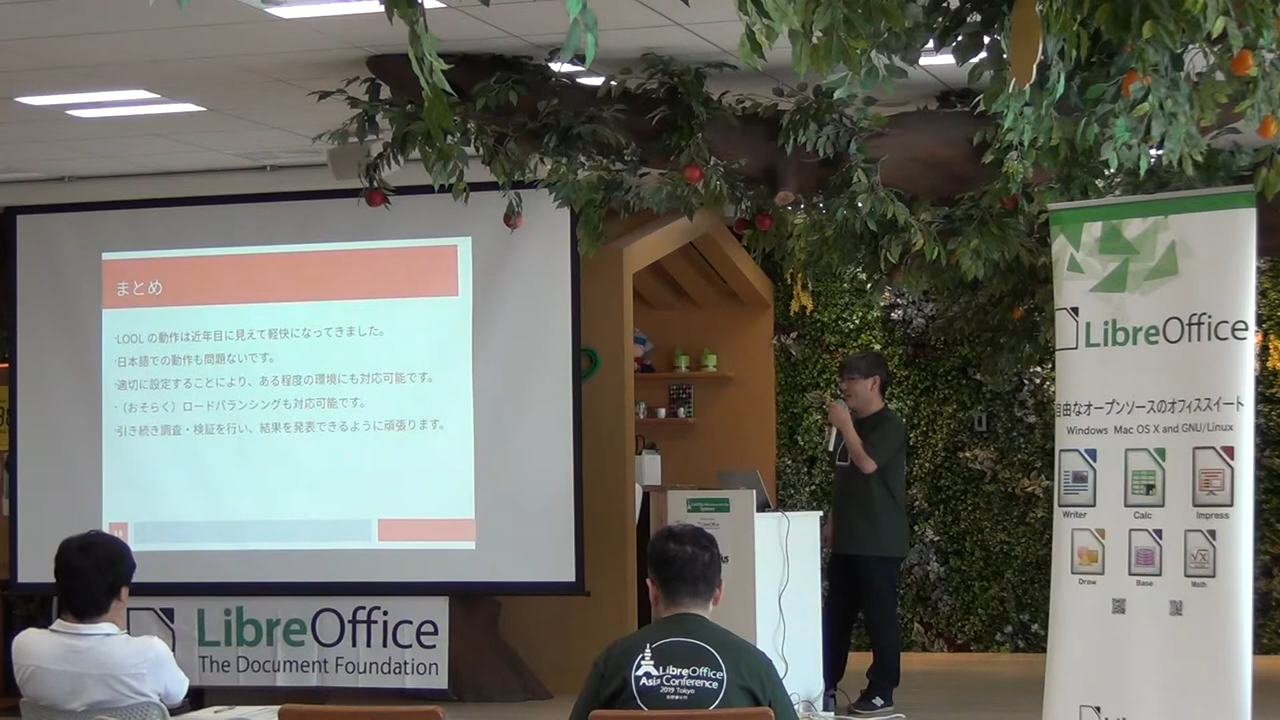 まとめ
・LOOL の動作は近年目に見えて軽快になってきました。
・日本語での動作も問題ないです。
・適切に設定することにより、ある程度の環境にも対応可能です。
・（おそらく）ロードバランシングも対応可能です。
・引き続き調査・検証を行い、結果を発表できるように頑張ります。
LibreOffice
The Document Foundation
LibreOffice
Asia Conference
2019 Tokyo
LibreOffice
自由なオープンソースのオフィススイート
Windows Mac OS X and GNU/Linux
Writer Calc Impress
Draw Base Math